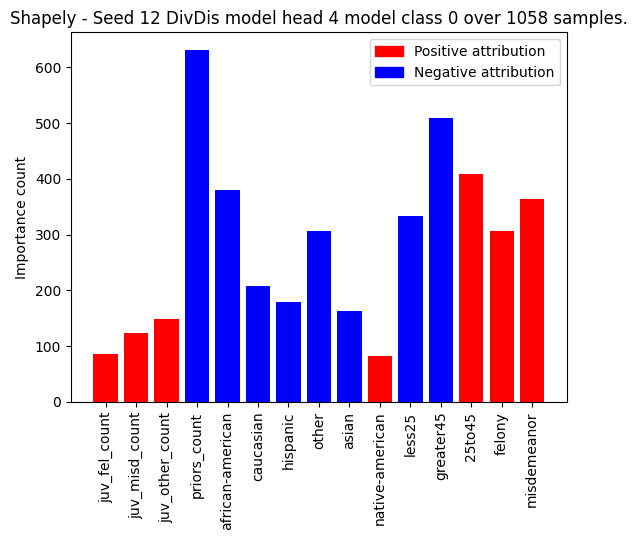 Shapely - Seed 12 DivDis model head 4 model class 0 over 1058 samples.
Positive attribution
Negative attribution
Importance count
600
500
400
300
200
100
0
juv_fel_count
juv_misd_count
juv_other_count
priors_count
african-american
caucasian
hispanic
other
asian
native-american
less25
greater45
25to45
felony
misdemeanor